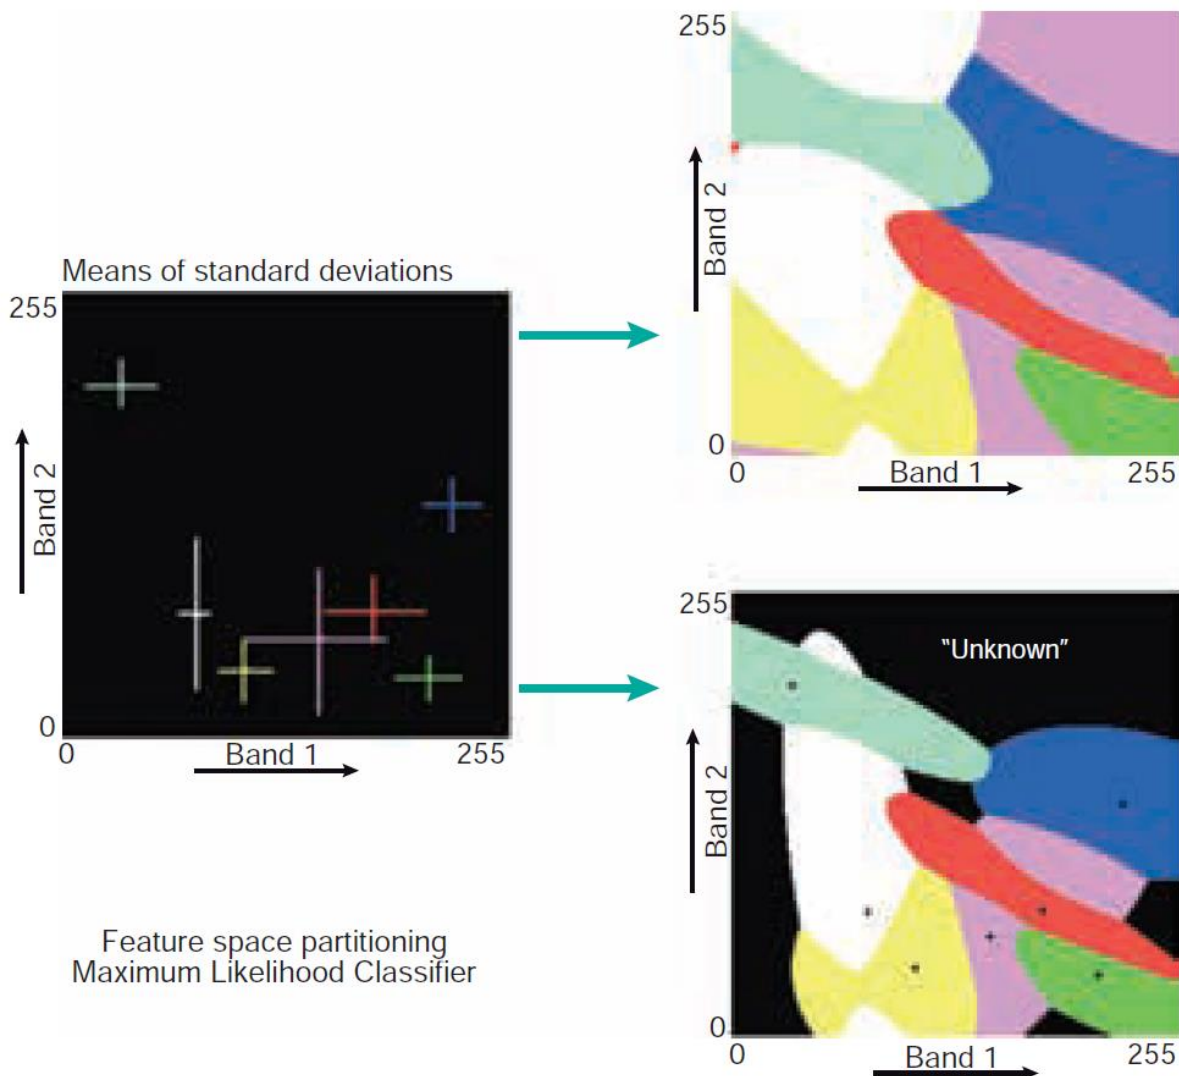 255
Band 2
0
0
Band 1
255
Means of standard deviations
255
Band 2
0
0
Band 1
255
255
"Unknown"
Band 2
0
0
Band 1
255
Feature space partitioning
Maximum Likelihood Classifier